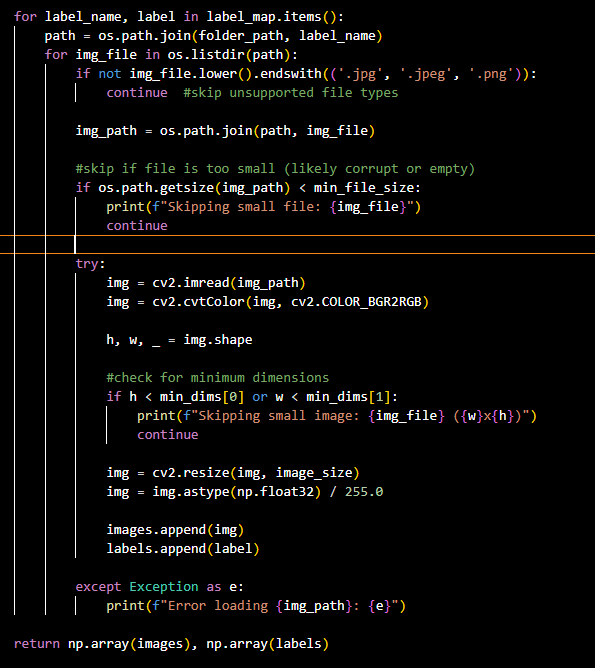 for label_name, label in label_map.items():
    path = os.path.join(folder_path, label_name)
    for img_file in os.listdir(path):
        if not img_file.lower().endswith(('.jpg', '.jpeg', '.png')):
            continue  #skip unsupported file types

        img_path = os.path.join(path, img_file)

        #skip if file is too small (likely corrupt or empty)
        if os.path.getsize(img_path) < min_file_size:
            print(f"Skipping small file: {img_file}")
            continue

        try:
            img = cv2.imread(img_path)
            img = cv2.cvtColor(img, cv2.COLOR_BGR2RGB)

            h, w, _ = img.shape

            #check for minimum dimensions
            if h < min_dims[0] or w < min_dims[1]:
                print(f"Skipping small image: {img_file} ({w}x{h})")
                continue

            img = cv2.resize(img, image_size)
            img = img.astype(np.float32) / 255.0

            images.append(img)
            labels.append(label)

        except Exception as e:
            print(f"Error loading {img_path}: {e}")

return np.array(images), np.array(labels)